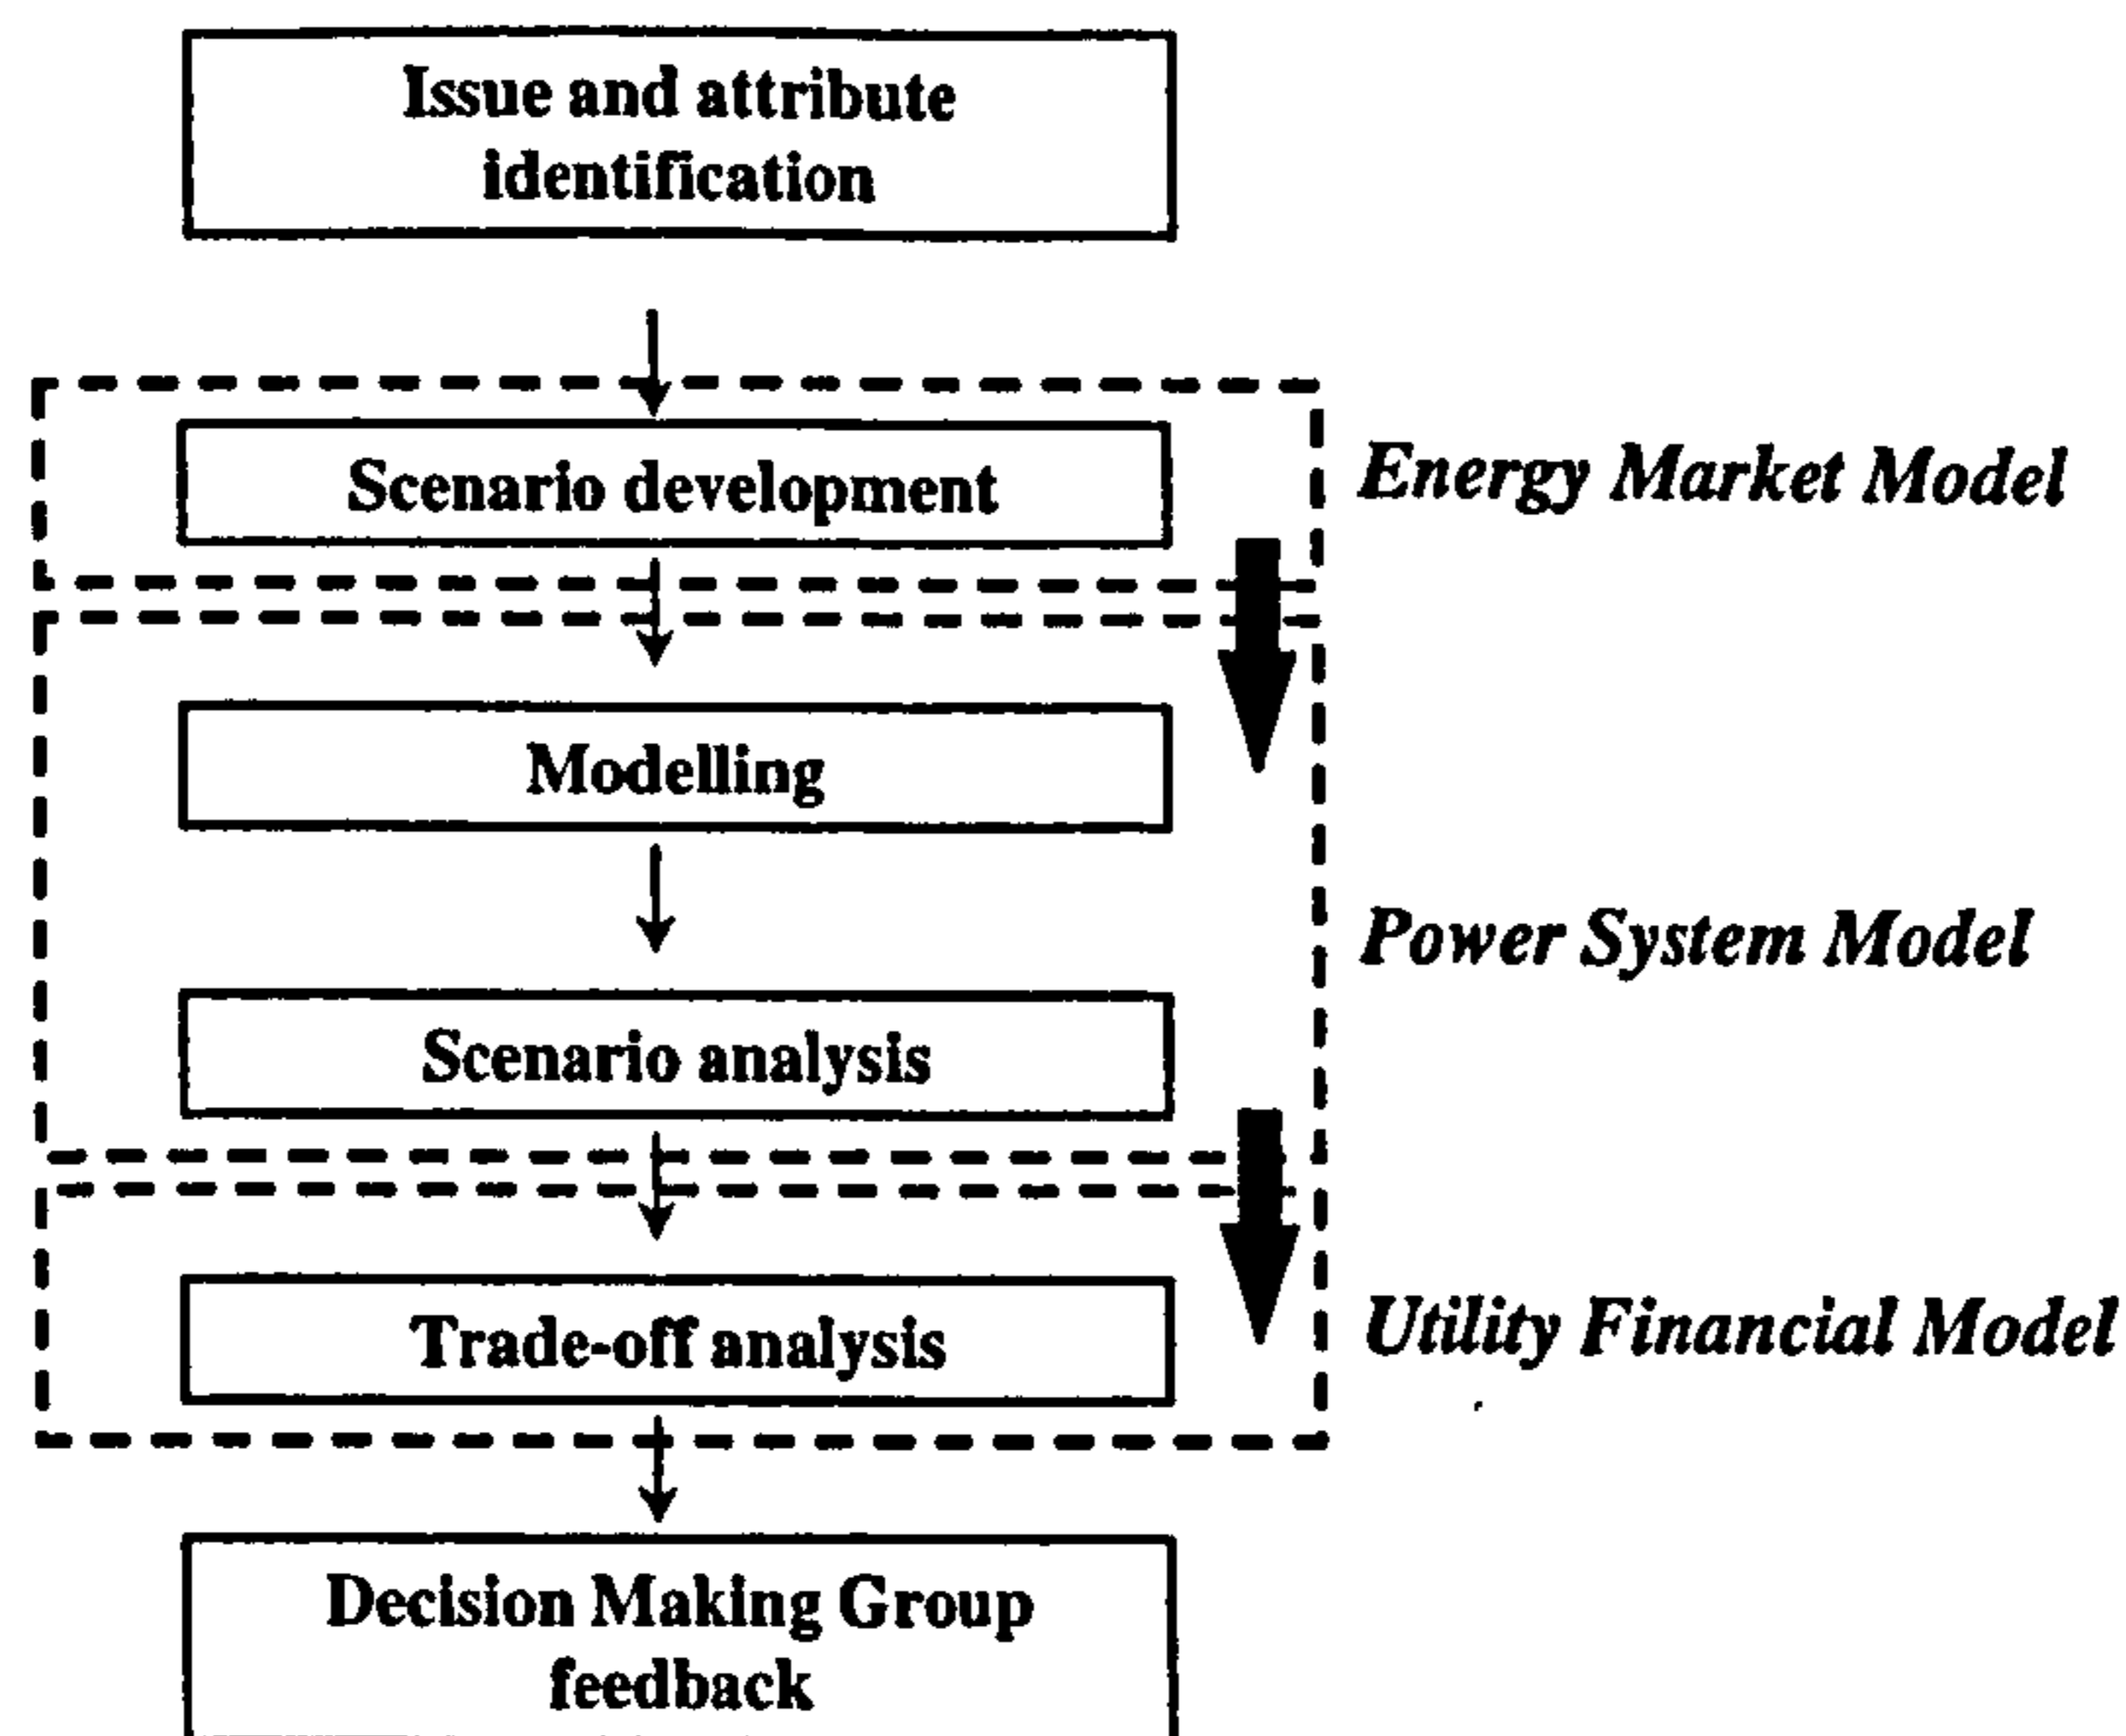 Issue and attribute
identification
Scenario development
Energy Market Model
Modelling
Power System Model
Scenario analysis
Trade-off analysis
Utility Financial Model
Decision Making Group
feedback